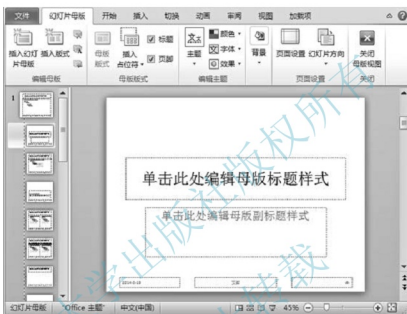 文件 幻灯片母版 开始 插入 切换 动画 审阅 视图 加载项
插入幻灯片母版 插入版式 母版版式 插入占位符 标题 页脚 主题 颜色 字体 效果 背景 页面设置 幻灯片方向 关闭母版视图
编辑母版 母版版式 编辑主题 页面设置 关闭
1
单击此处编辑母版标题样式
单击此处编辑母版副标题样式
页脚
幻灯片母版 "Office 主题" 中文(中国) 45%